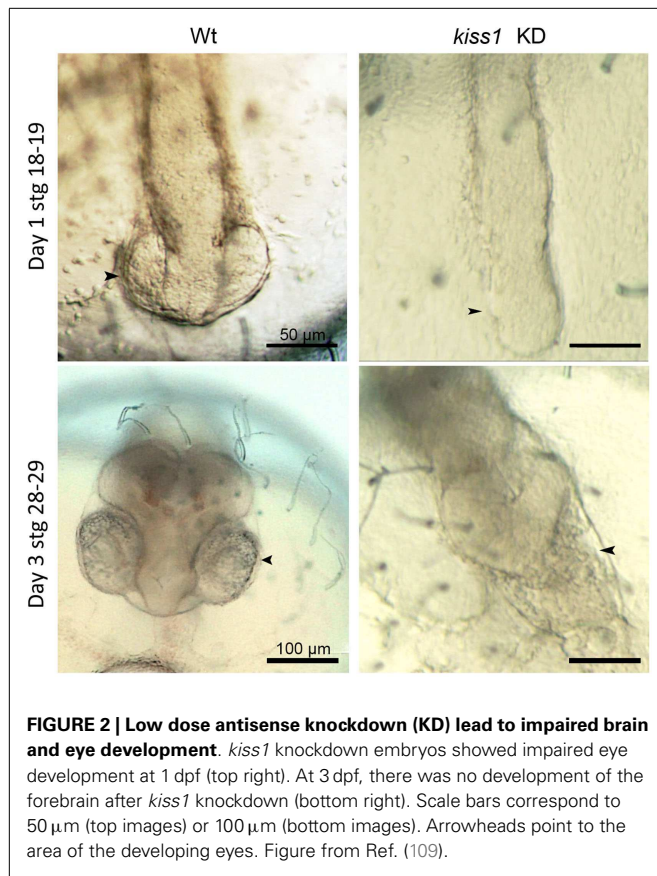 Wt
kiss1 KD
Day 1 stg 18-19
50 µm
Day 3 stg 28-29
100 µm
FIGURE 2 | Low dose antisense knockdown (KD) lead to impaired brain
and eye development. kiss1 knockdown embryos showed impaired eye
development at 1 dpf (top right). At 3 dpf, there was no development of the
forebrain after kiss1 knockdown (bottom right). Scale bars correspond to
50 µm (top images) or 100 µm (bottom images). Arrowheads point to the
area of the developing eyes. Figure from Ref. (109).